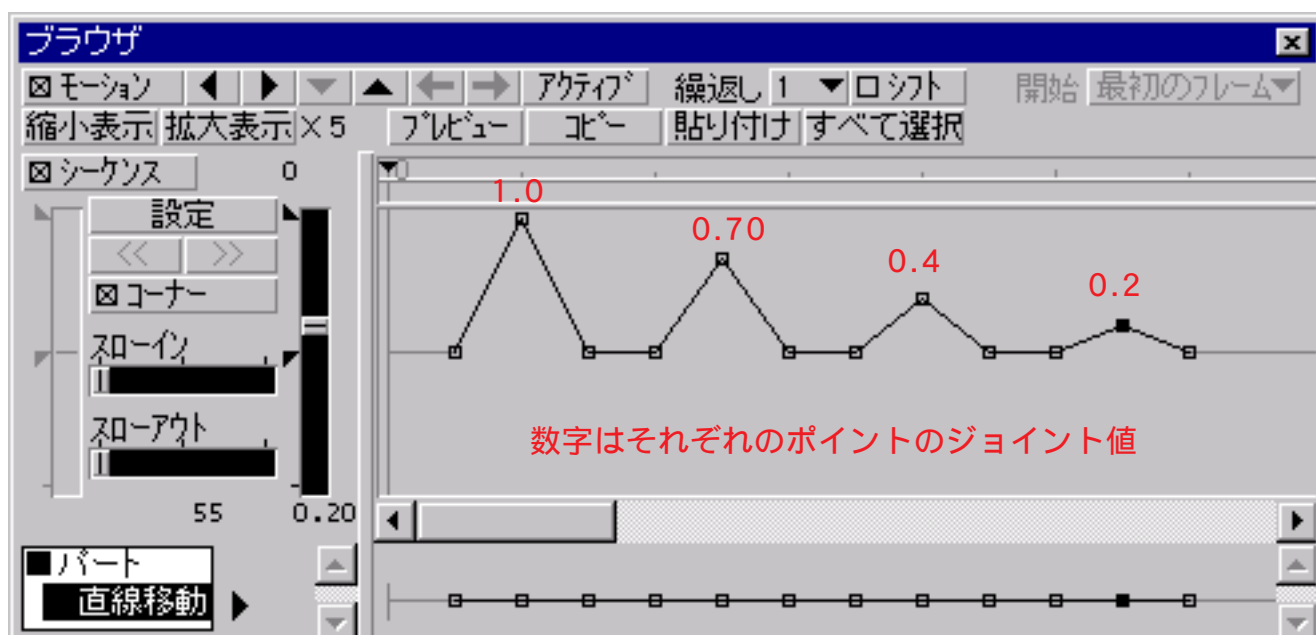 ブラウザ
モーション アクティブ 繰返し 1 シフト 開始 最初のフレーム
縮小表示 拡大表示 ×5 プレビュー コピー 貼り付け すべて選択
シーケンス 0 0
設定 1.0
<< >> 0.70
コーナー 0.4
0.2
スローイン
スローアウト
数字はそれぞれのポイントのジョイント値
55 0.20
パート
直線移動